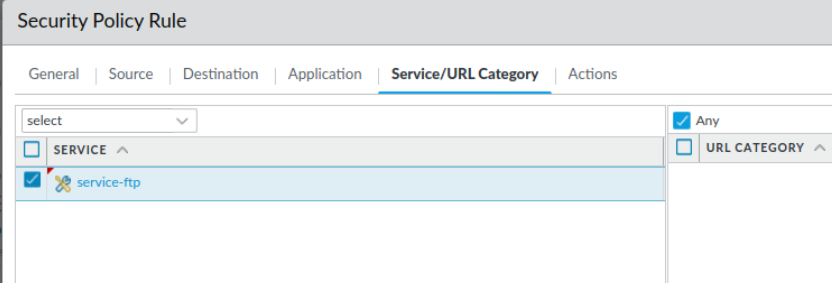 Security Policy Rule
General Source Destination Application Service/URL Category Actions
select Any
SERVICE URL CATEGORY
service-ftp